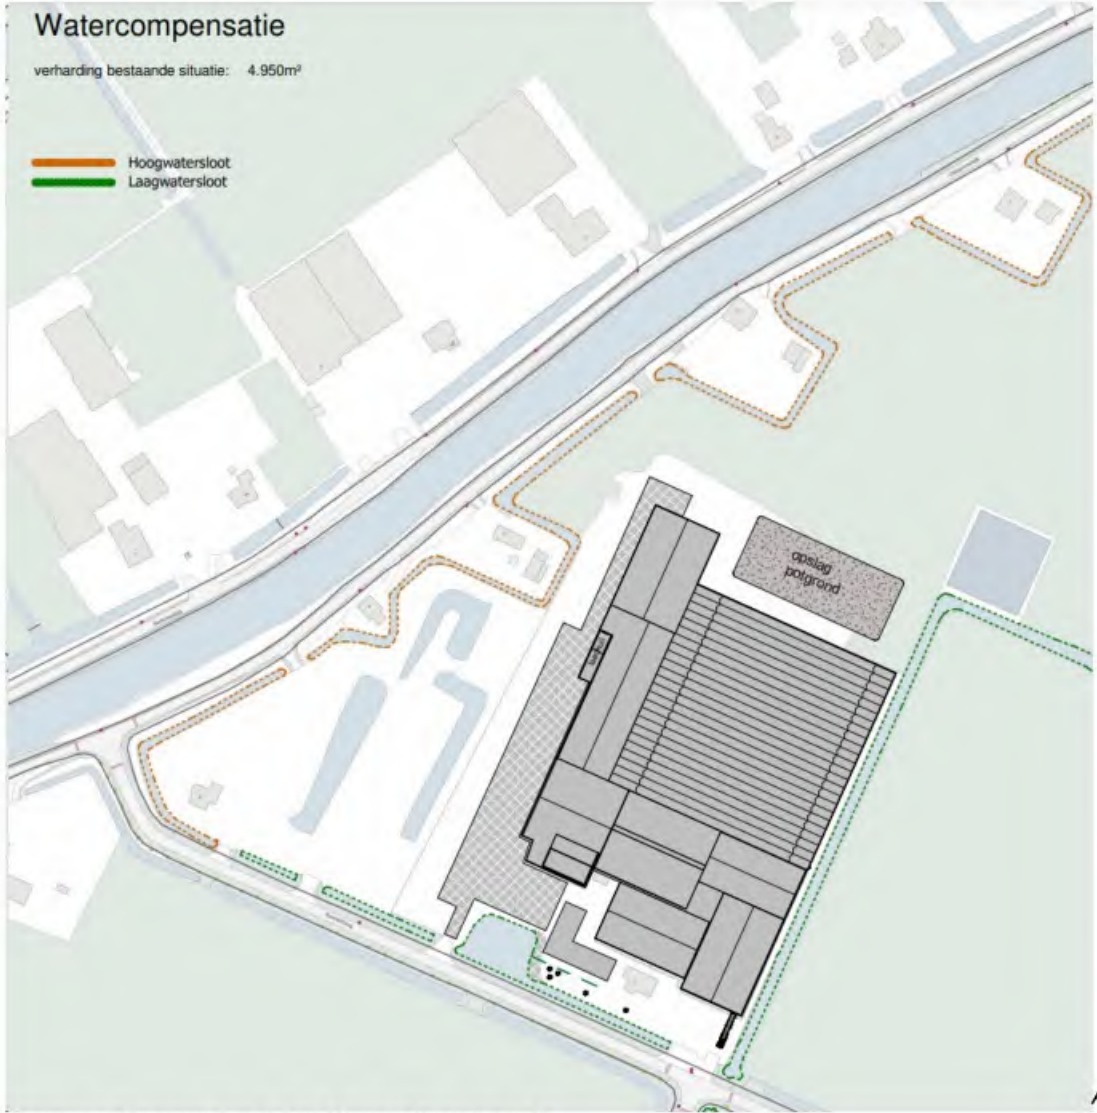 Watercompensatie
verharding bestaande situatie: 4.950m²
Hoogwatersloot
Laagwatersloot
opslag
potgrond